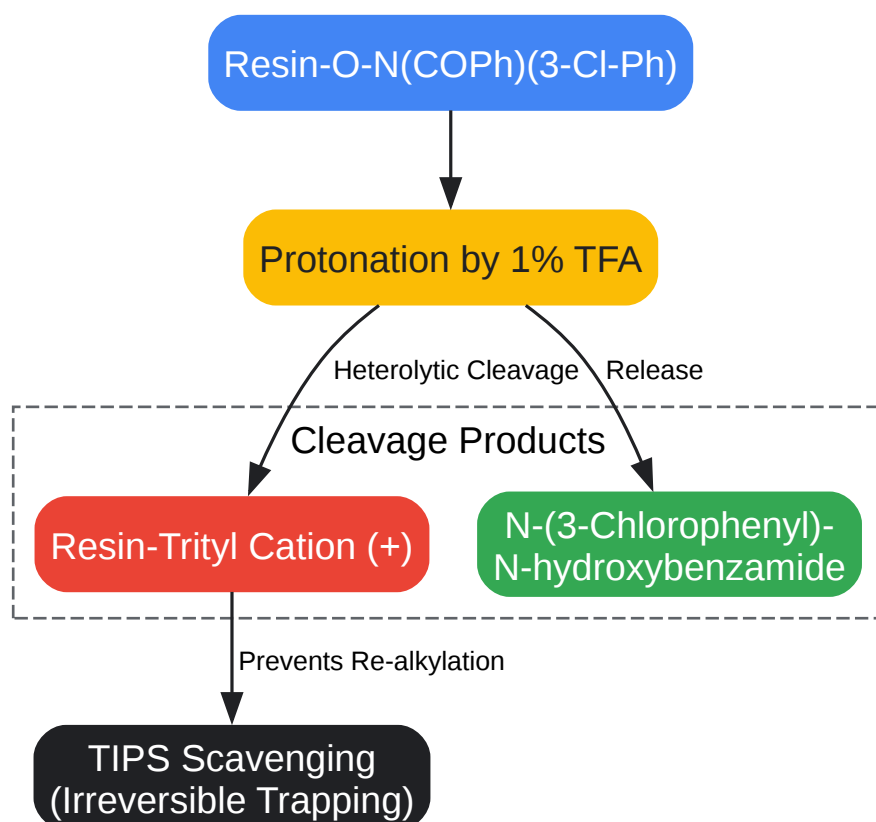 Resin-O-N(COPh)(3-Cl-Ph)
Protonation by 1% TFA
Heterolytic Cleavage
Release
Cleavage Products
Resin-Trityl Cation (+)
N-(3-Chlorophenyl)-
N-hydroxybenzamide
Prevents Re-alkylation
TIPS Scavenging
(Irreversible Trapping)